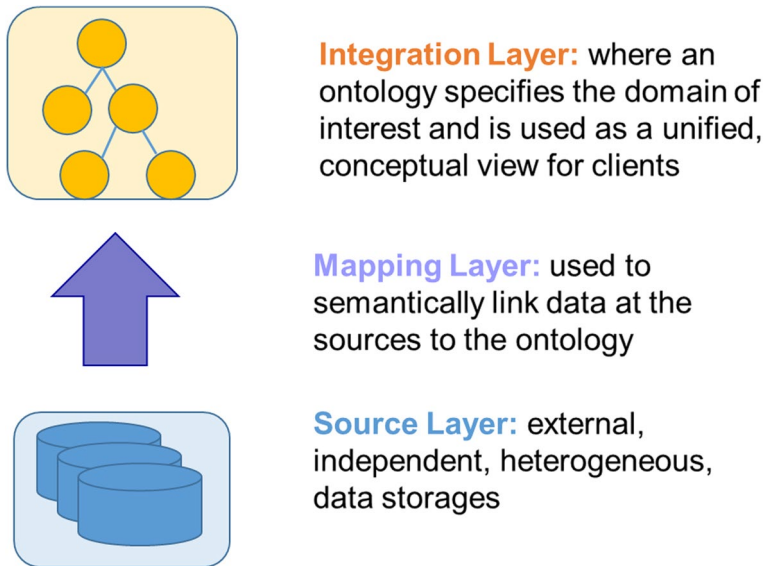 Integration Layer: where an
ontology specifies the domain of
interest and is used as a unified,
conceptual view for clients
Mapping Layer: used to
semantically link data at the
sources to the ontology
Source Layer: external,
independent, heterogeneous,
data storages